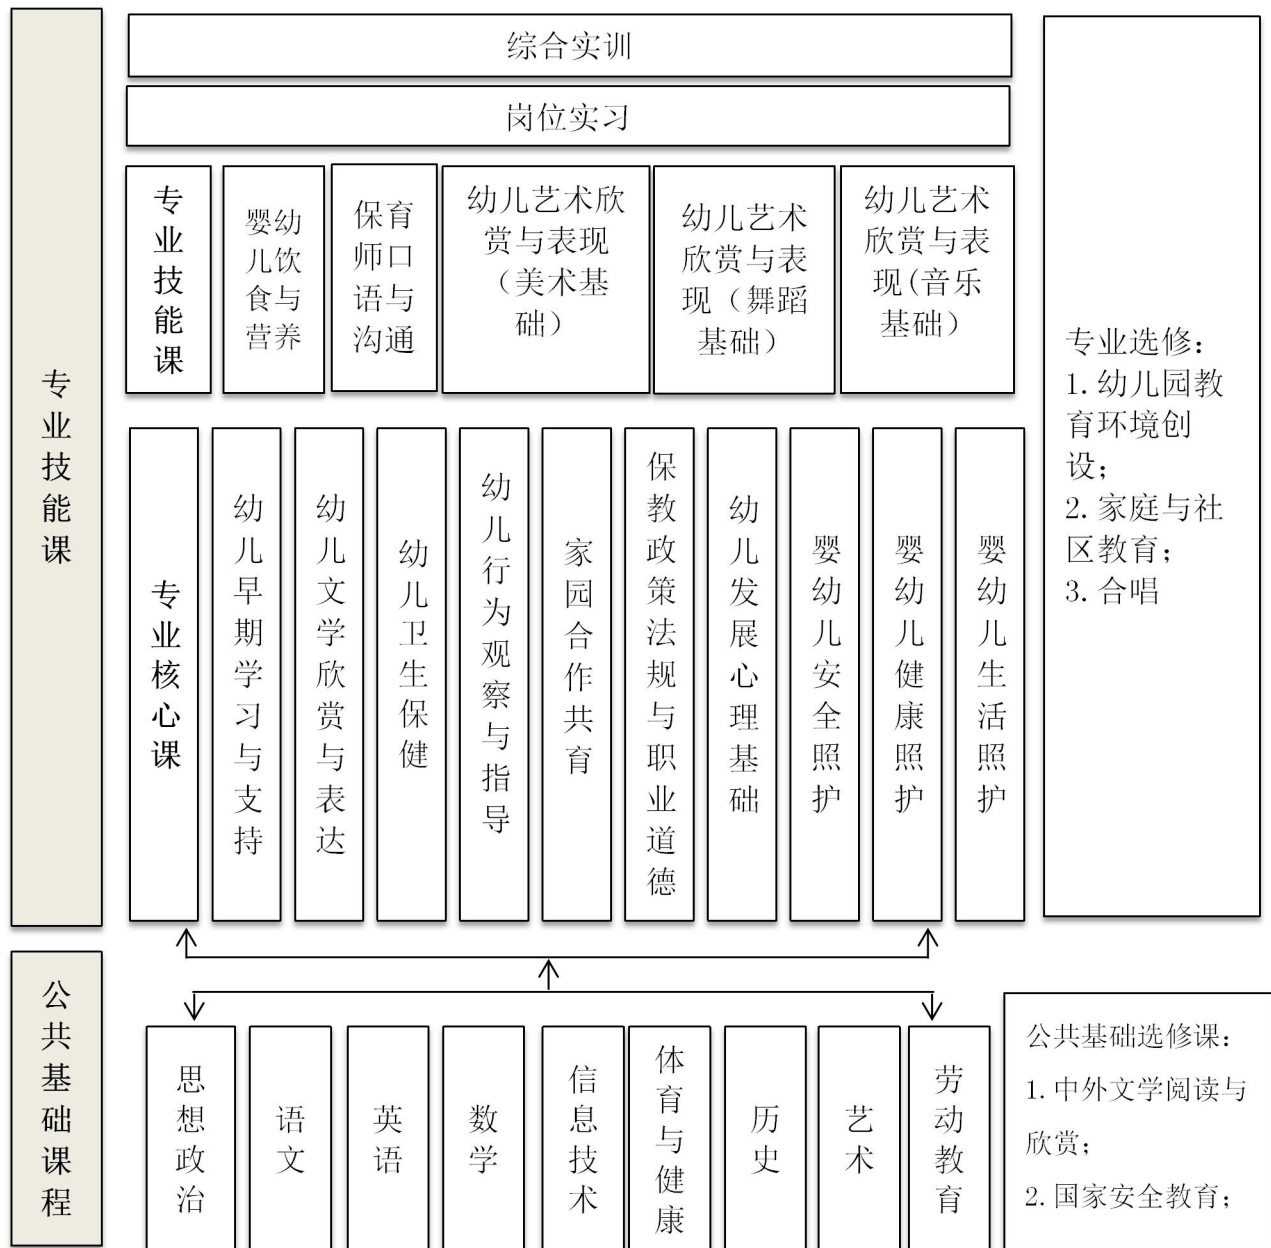 综合实训
岗位实习
专业技能课
专业技能课
婴幼
儿饮
食与
营养
保育
师口
语与
沟通
幼儿艺术欣
赏与表现
（美术基
础）
幼儿艺术
欣赏与表
现（舞蹈
基础）
幼儿艺术
欣赏与表
现(音乐
基础）
专业核心课
幼儿早期学习与支持
幼儿文学欣赏与表达
幼儿卫生保健
幼儿行为观察与指导
家园合作共育
保教政策法规与职业道德
幼儿发展心理基础
婴幼儿安全照护
婴幼儿健康照护
婴幼儿生活照护
专业选修：
1.幼儿园教
育环境创
设；
2.家庭与社
区教育；
3.合唱
公共基础课程
思想政治
语文
英语
数学
信息技术
体育与健康
历史
艺术
劳动教育
公共基础选修课：
1.中外文学阅读与
欣赏；
2.国家安全教育；